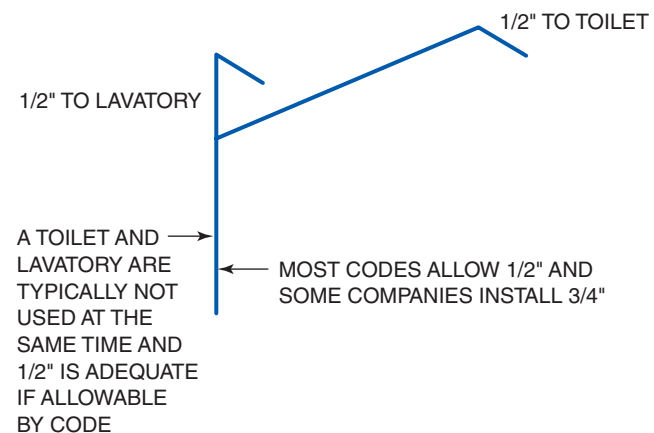 1/2" TO TOILET
1/2" TO LAVATORY
A TOILET AND
LAVATORY ARE
TYPICALLY NOT
USED AT THE
SAME TIME AND
1/2" IS ADEQUATE
IF ALLOWABLE
BY CODE
MOST CODES ALLOW 1/2" AND
SOME COMPANIES INSTALL 3/4"